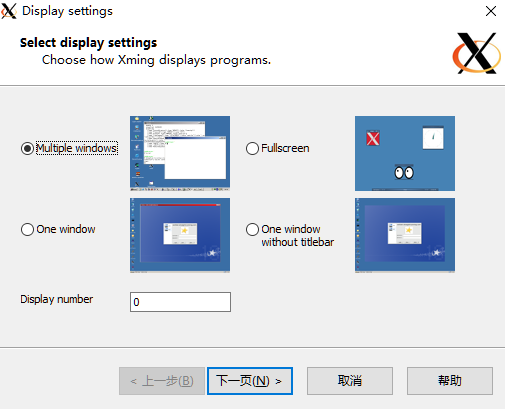 Display settings
Select display settings
Choose how Xming displays programs.
Multiple windows
Fullscreen
One window
One window
without titlebar
Display number
0
< 上一步(B)
下一页(N) >
取消
帮助